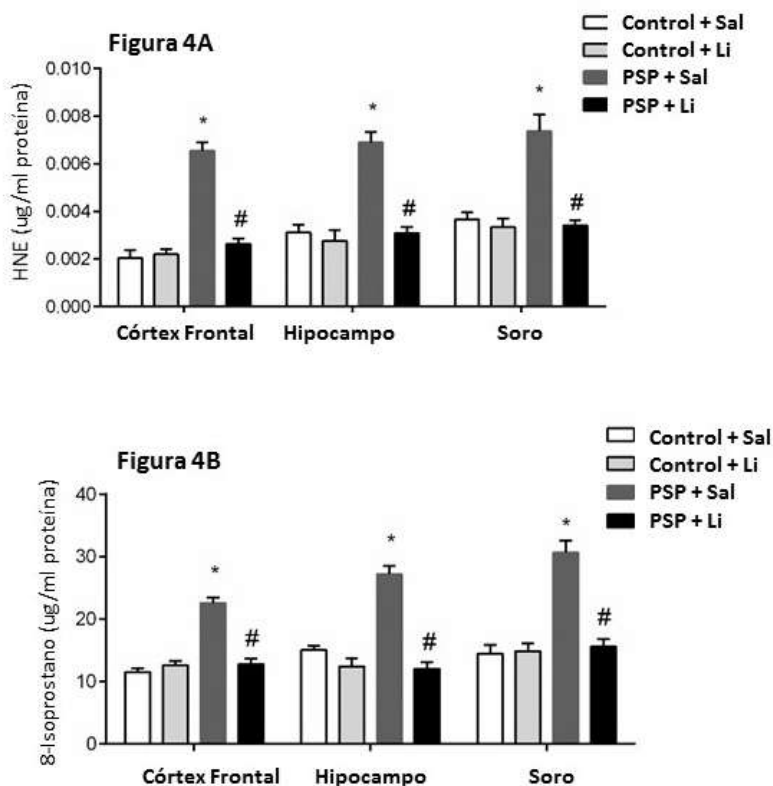 Figura 4A
Control + Sal
Control + Li
PSP + Sal
PSP + Li
HNE (ug/ml proteína)
0.010
0.008
0.006
0.004
0.002
0.000
* # * # * #
Córtex Frontal Hipocampo Soro
Figura 4B
Control + Sal
Control + Li
PSP + Sal
PSP + Li
8-Isoprostano (ug/ml proteína)
40
30
20
10
0
* # * # * #
Córtex Frontal Hipocampo Soro